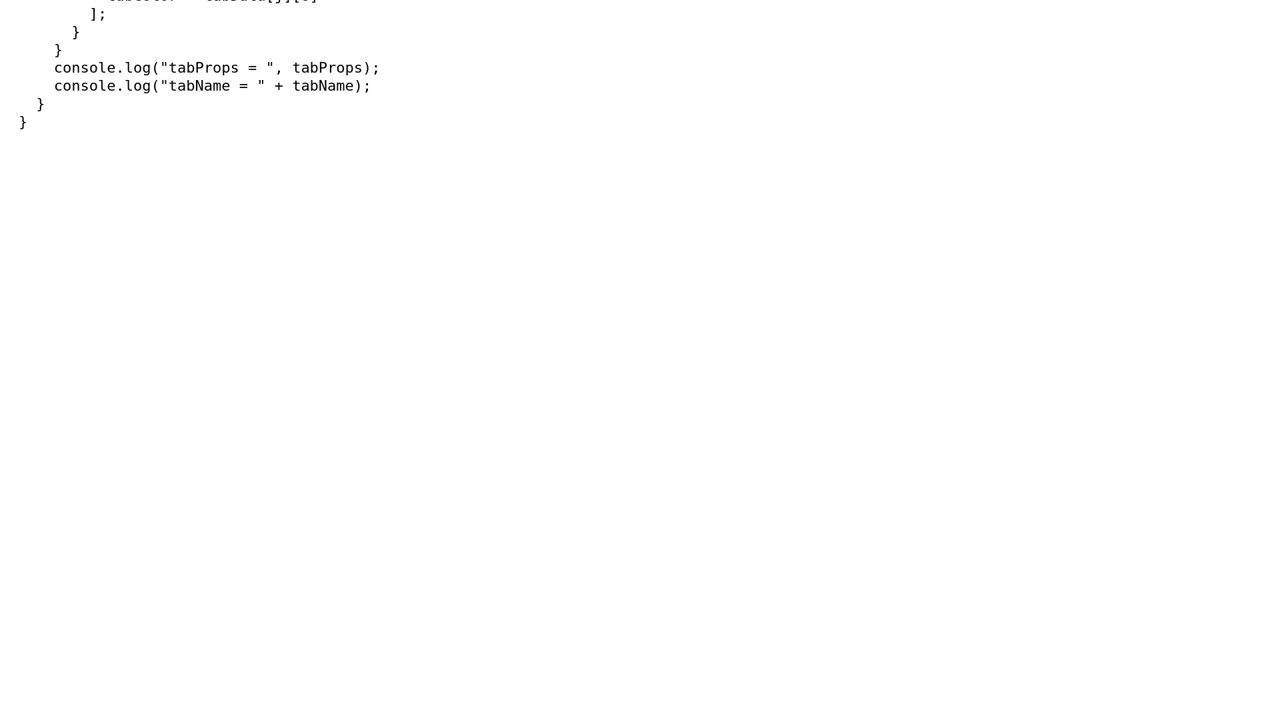 ];
}
}
console.log("tabProps = ", tabProps);
console.log("tabName = " + tabName);
}
}